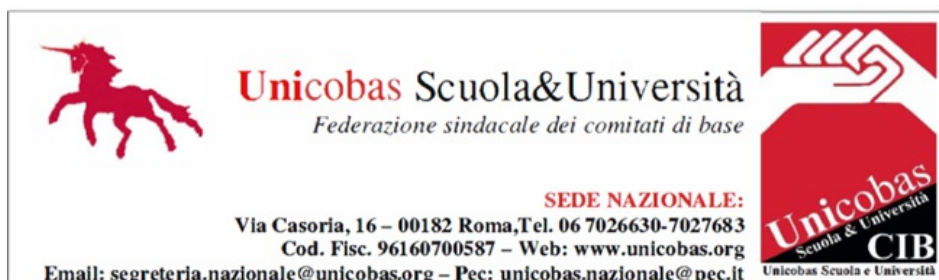 Unicobas Scuola&Università
Federazione sindacale dei comitati di base
SEDE NAZIONALE:
Via Casoria, 16 – 00182 Roma,Tel. 06 7026630-7027683
Cod. Fisc. 96160700587 – Web: www.unicobas.org
Email: segreteria.nazionale@unicobas.org – Pec: unicobas.nazionale@pec.it
Unicobas
Scuola & Università
CIB
Unicobas Scuola e Università